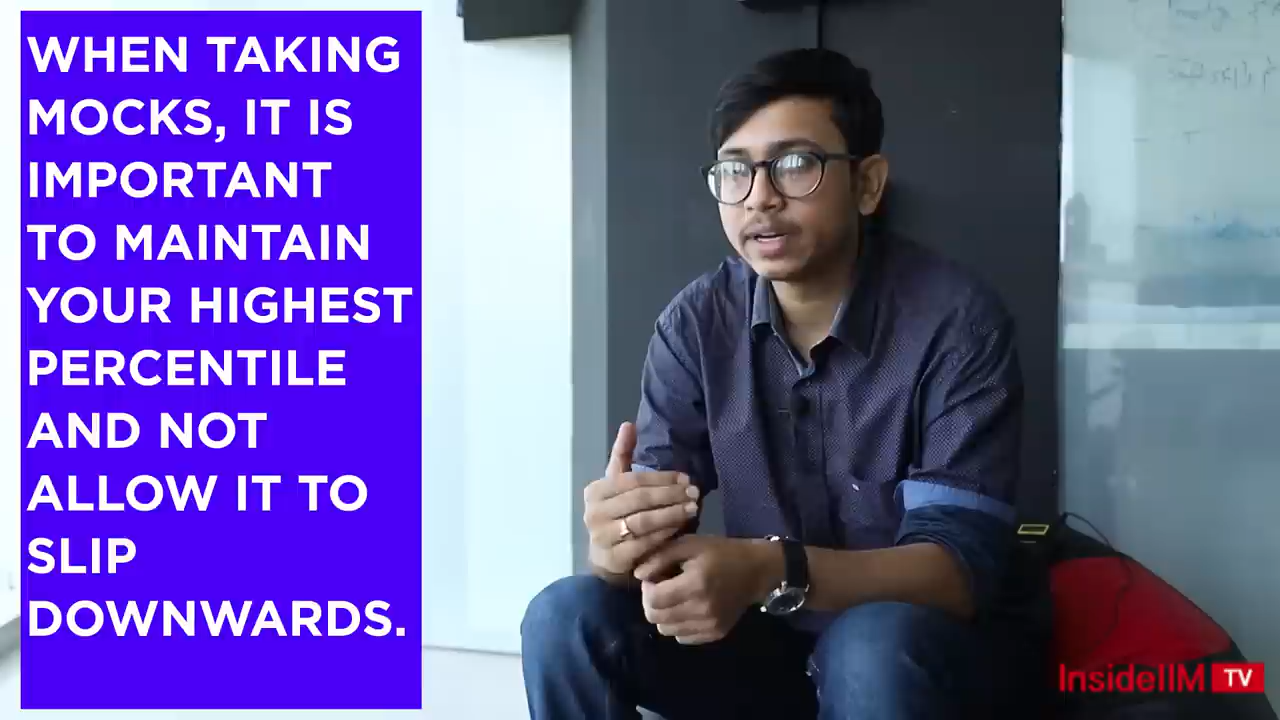 WHEN TAKING
MOCKS, IT IS
IMPORTANT
TO MAINTAIN
YOUR HIGHEST
PERCENTILE
AND NOT
ALLOW IT TO
SLIP
DOWNWARDS.
InsideIIM TV